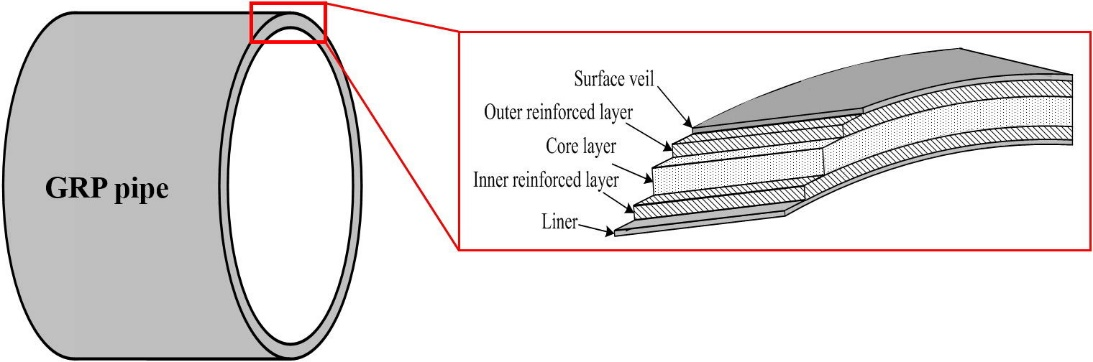 GRP pipe
Surface veil
Outer reinforced layer
Core layer
Inner reinforced layer
Liner